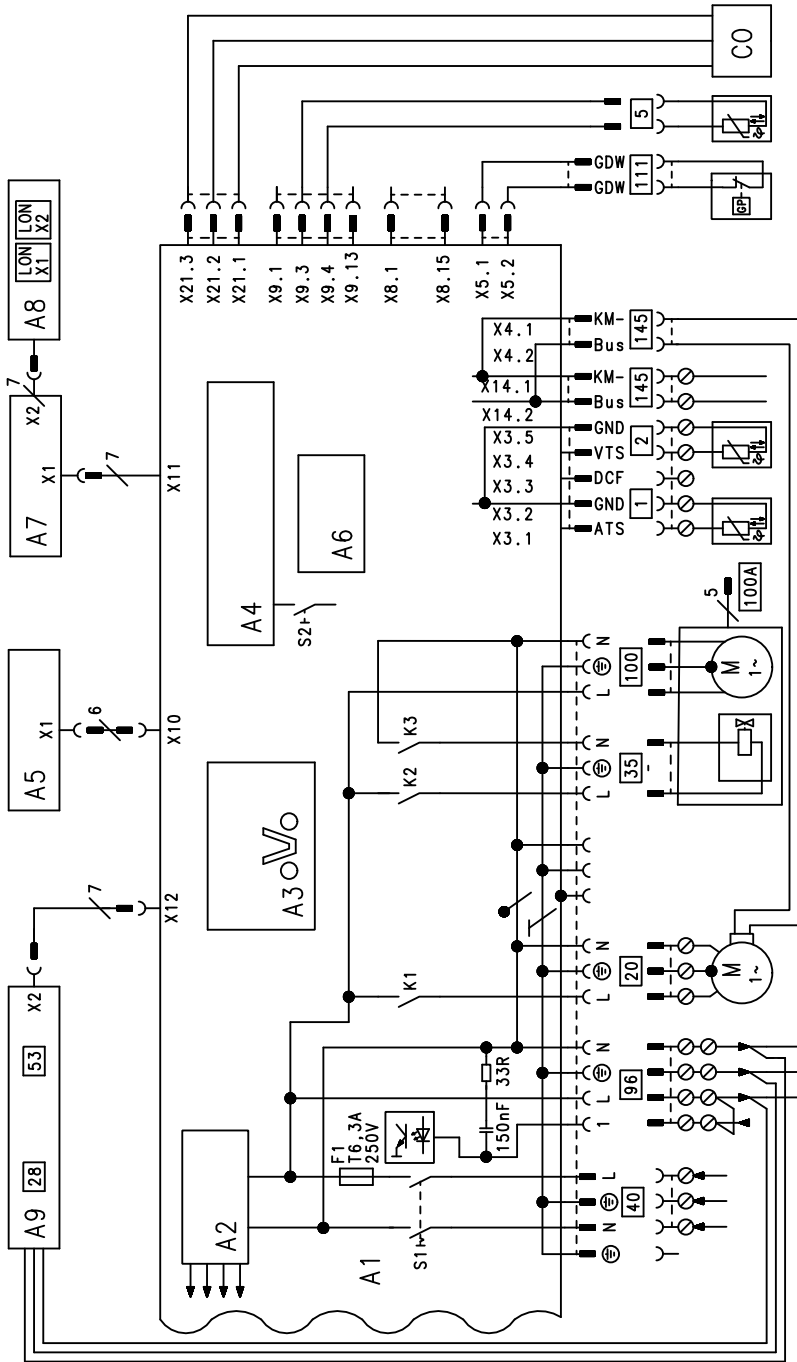 A9
28
53
X2
7
X12
A5
X1
6
X10
A7
X1
X2
7
7
X11
A8
LON X1
LON X2
X21.3
X21.2
X21.1
X9.1
X9.3
X9.4
X9.13
X8.1
X8.15
X5.1
X5.2
CO
5
GDW
GDW
111
GP
A2
A1
A3
A4
S2
A6
F1
T6,3A
250V
S1
150nF
33R
K1
K2
K3
X4.1
X4.2
X14.1
X14.2
X3.5
X3.4
X3.3
X3.2
X3.1
KM-
Bus
145
KM-
Bus
145
GND
VTS
2
DCF
GND
ATS
1
N
L
40
1
L
N
96
L
N
20
M
1~
L
N
35
-
L
N
100
M
1~
5
100A